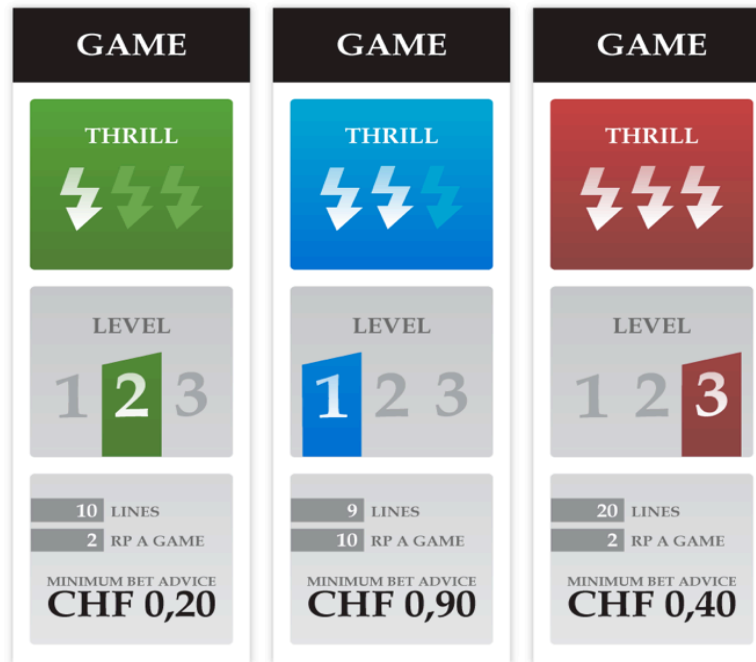 GAME
THRILL
LEVEL
1 2 3
10 LINES
2 RP A GAME
MINIMUM BET ADVICE
CHF 0,20
GAME
THRILL
LEVEL
1 2 3
9 LINES
10 RP A GAME
MINIMUM BET ADVICE
CHF 0,90
GAME
THRILL
LEVEL
1 2 3
20 LINES
2 RP A GAME
MINIMUM BET ADVICE
CHF 0,40